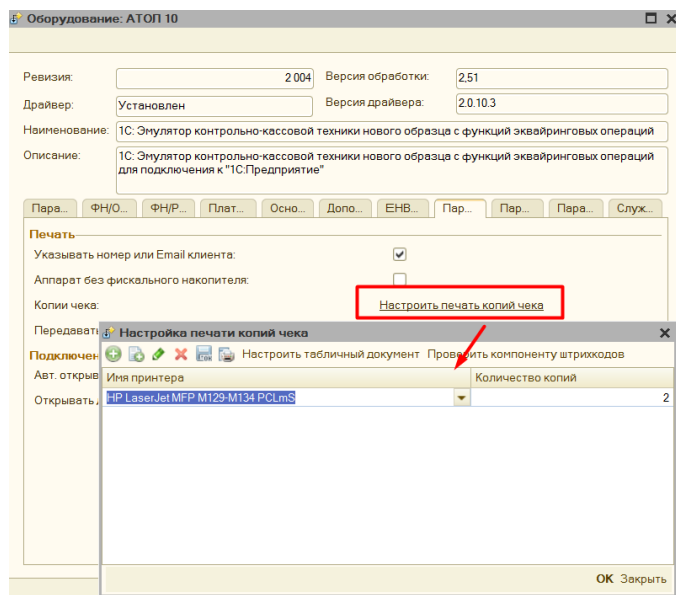 Оборудование: АТОЛ 10
Ревизия: 2 004 Версия обработки: 2,51
Драйвер: Установлен Версия драйвера: 2.0.10.3
Наименование: 1С: Эмулятор контрольно-кассовой техники нового образца с функций эквайринговых операций
Описание: 1С: Эмулятор контрольно-кассовой техники нового образца с функций эквайринговых операций
для подключения к "1С:Предприятие"
Пара... ФН/О... ФН/Р... Плат... Осно... Допо... ЕНВ... Пар... Пар... Пара... Служ...
Печать
Указывать номер или Email клиента:
Аппарат без фискального накопителя:
Копии чека: Настроить печать копий чека
Передавать
Настройка печати копий чека
Подключен
Настроить табличный документ Проверить компоненту штрихкодов
Авт. открыв
Имя принтера Количество копий
Открывать
HP LaserJet MFP M129-M134 PCLmS 2
ОК Закрыть